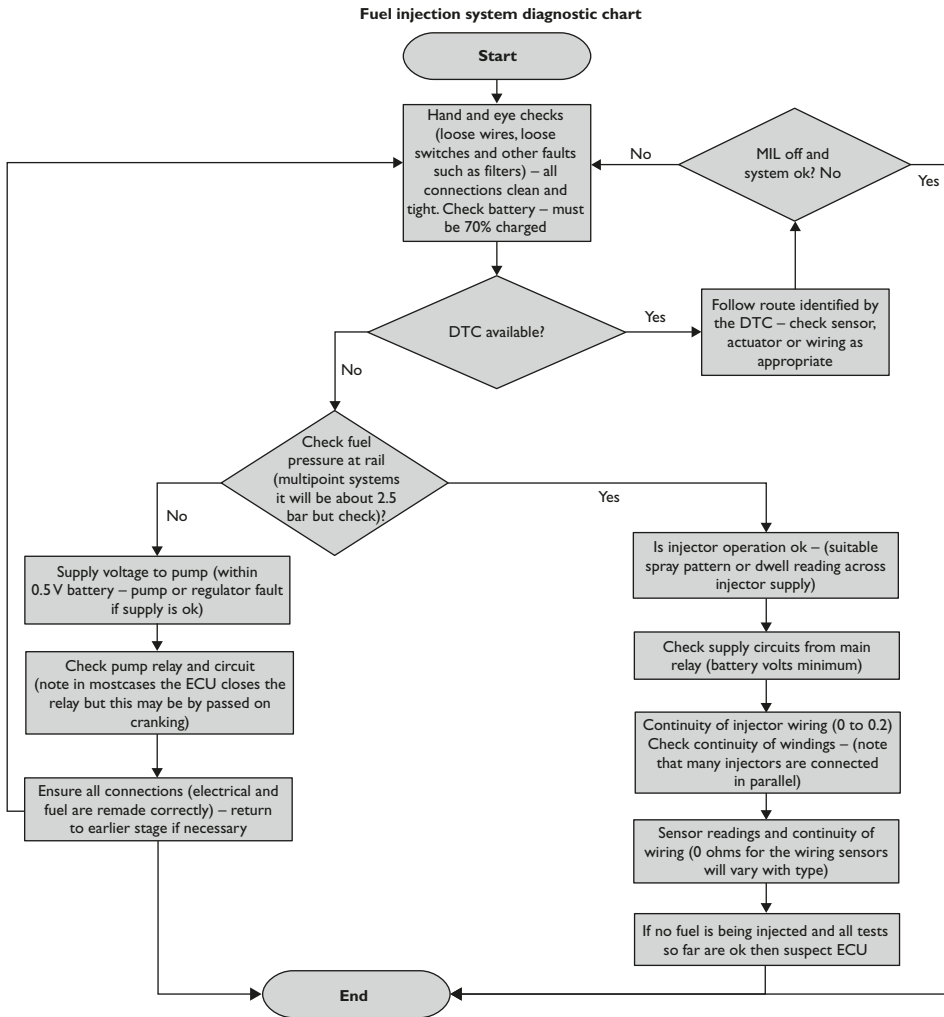 Fuel injection system diagnostic chart
Start
Hand and eye checks
(loose wires, loose
switches and other faults
such as filters) – all
connections clean and
tight. Check battery – must
be 70% charged
No
MIL off and
system ok? No
Yes
DTC available?
Yes
Follow route identified by
the DTC – check sensor,
actuator or wiring as
appropriate
No
Check fuel
pressure at rail
(multipoint systems
it will be about 2.5
bar but check)?
No
Yes
Supply voltage to pump (within
0.5 V battery – pump or regulator fault
if supply is ok)
Check pump relay and circuit
(note in mostcases the ECU closes the
relay but this may be by passed on
cranking)
Ensure all connections (electrical and
fuel are remade correctly) – return
to earlier stage if necessary
Is injector operation ok – (suitable
spray pattern or dwell reading across
injector supply)
Check supply circuits from main
relay (battery volts minimum)
Continuity of injector wiring (0 to 0.2)
Check continuity of windings – (note
that many injectors are connected
in parallel)
Sensor readings and continuity of
wiring (0 ohms for the wiring sensors
will vary with type)
If no fuel is being injected and all tests
so far are ok then suspect ECU
End